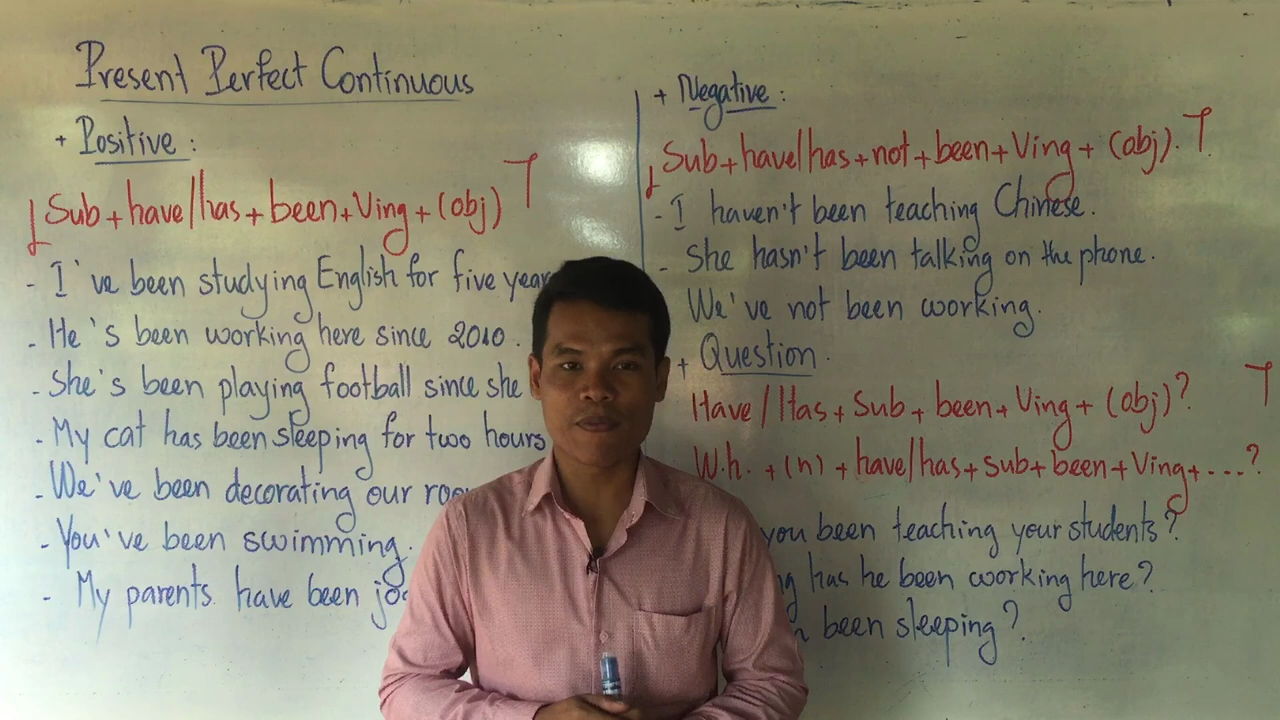 Present Perfect Continuous
+ Positive :
Sub + have/has + been + Ving + (obj)
- I've been studying English for five year
- He's been working here since 2010.
- She's been playing football since she
- My cat has been sleeping for two hours
- We've been decorating our
- You've been swimming.
- My parents have been
+ Negative :
Sub + have/has + not + been + Ving + (obj).
- I haven't been teaching Chinese.
- She hasn't been talking on the phone.
We've not been working.
+ Question.
Have/Has + Sub + been + Ving + (obj)?
W.h. + (n) + have/has + sub + been + Ving + ....?
you been teaching your students?
has he been working here?
been sleeping?